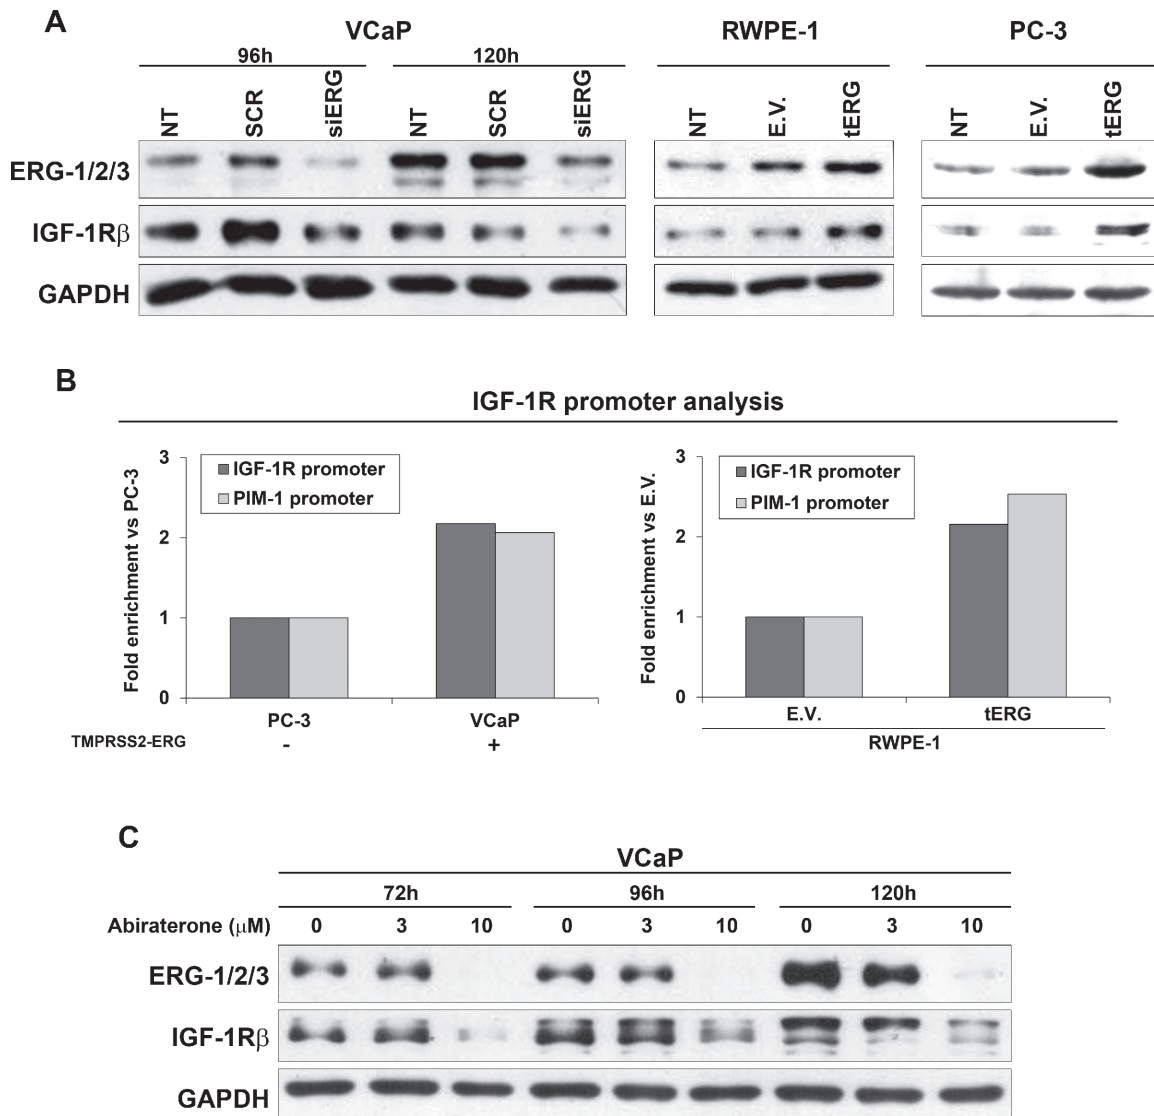 A
VCaP RWPE-1 PC-3
96h 120h
NT SCR siERG NT SCR siERG NT E.V. tERG NT E.V. tERG
ERG-1/2/3
IGF-1Rβ
GAPDH
B
IGF-1R promoter analysis
Fold enrichment vs PC-3
3
2
1
0
IGF-1R promoter
PIM-1 promoter
PC-3 VCaP
TMPRSS2-ERG - +
Fold enrichment vs E.V.
3
2
1
0
IGF-1R promoter
PIM-1 promoter
E.V. tERG
RWPE-1
C
VCaP
72h 96h 120h
Abiraterone (μM) 0 3 10 0 3 10 0 3 10
ERG-1/2/3
IGF-1Rβ
GAPDH